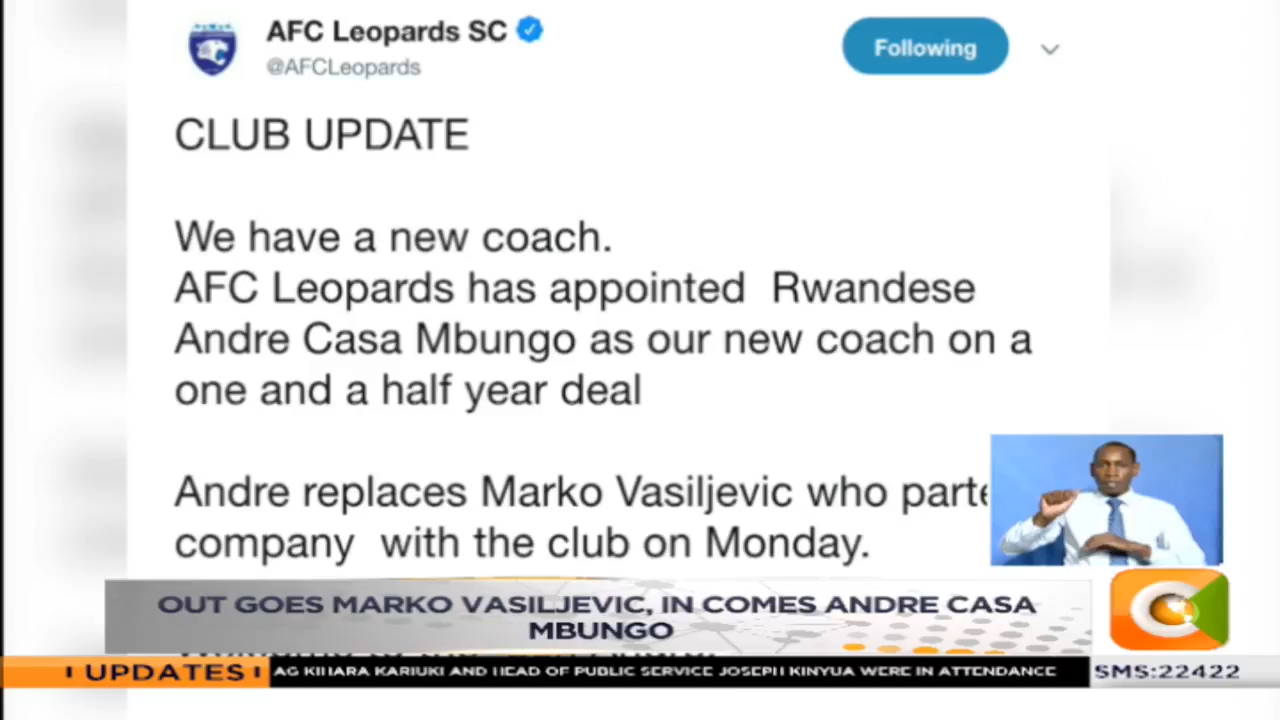 AFC Leopards SC
@AFCLeopards
Following
CLUB UPDATE
We have a new coach.
AFC Leopards has appointed Rwandese
Andre Casa Mbungo as our new coach on a
one and a half year deal
Andre replaces Marko Vasiljevic who parte
company with the club on Monday.
OUT GOES MARKO VASILJEVIC, IN COMES ANDRE CASA
MBUNGO
UPDATES
AG KIHARA KARIUKI AND HEAD OF PUBLIC SERVICE JOSEPH KINYUA WERE IN ATTENDANCE
SMS:22422